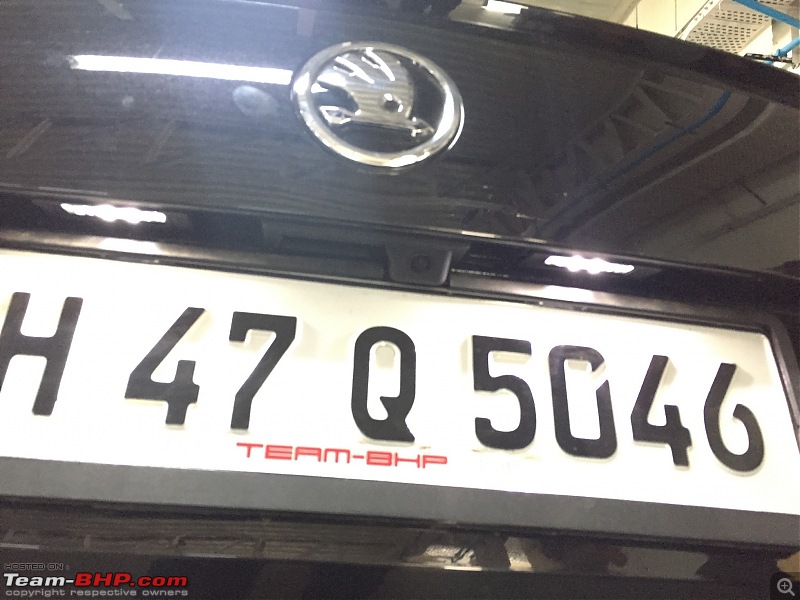 H 47 Q 5046
TEAM-BHP
HOSTED ON
Team-BHP.com
copyright respective owners